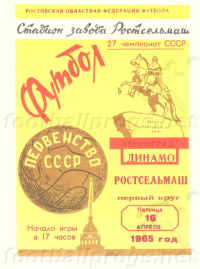 РОСТОВСКАЯ ОБЛАСТНАЯ ФЕДЕРАЦИЯ ФУТБОЛА
Стадион завода Ростсельмаш
27 чемпионат СССР
Футбол
ПЕРВЕНСТВО
СССР
ЛЕНИНГРАД
ДИНАМО
РОСТСЕЛЬМАШ
первый круг
Пятница
16
АПРЕЛЯ
1965 год
Начало игры
в 17 часов